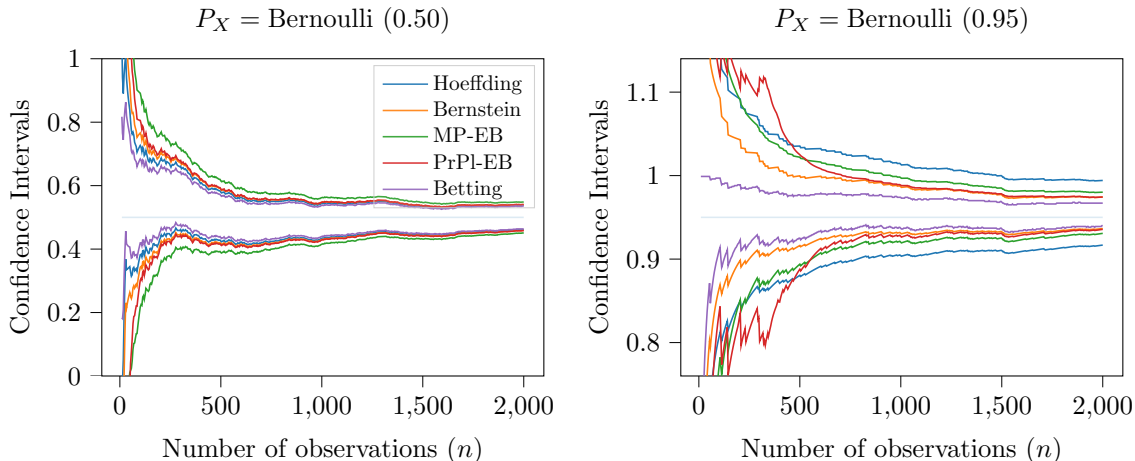 P_X = Bernoulli (0.50)
1
0.8
0.6
0.4
0.2
0
Confidence Intervals
Hoeffding
Bernstein
MP-EB
PrPl-EB
Betting
0 500 1,000 1,500 2,000
Number of observations (n)
P_X = Bernoulli (0.95)
1.1
1
0.9
0.8
Confidence Intervals
0 500 1,000 1,500 2,000
Number of observations (n)